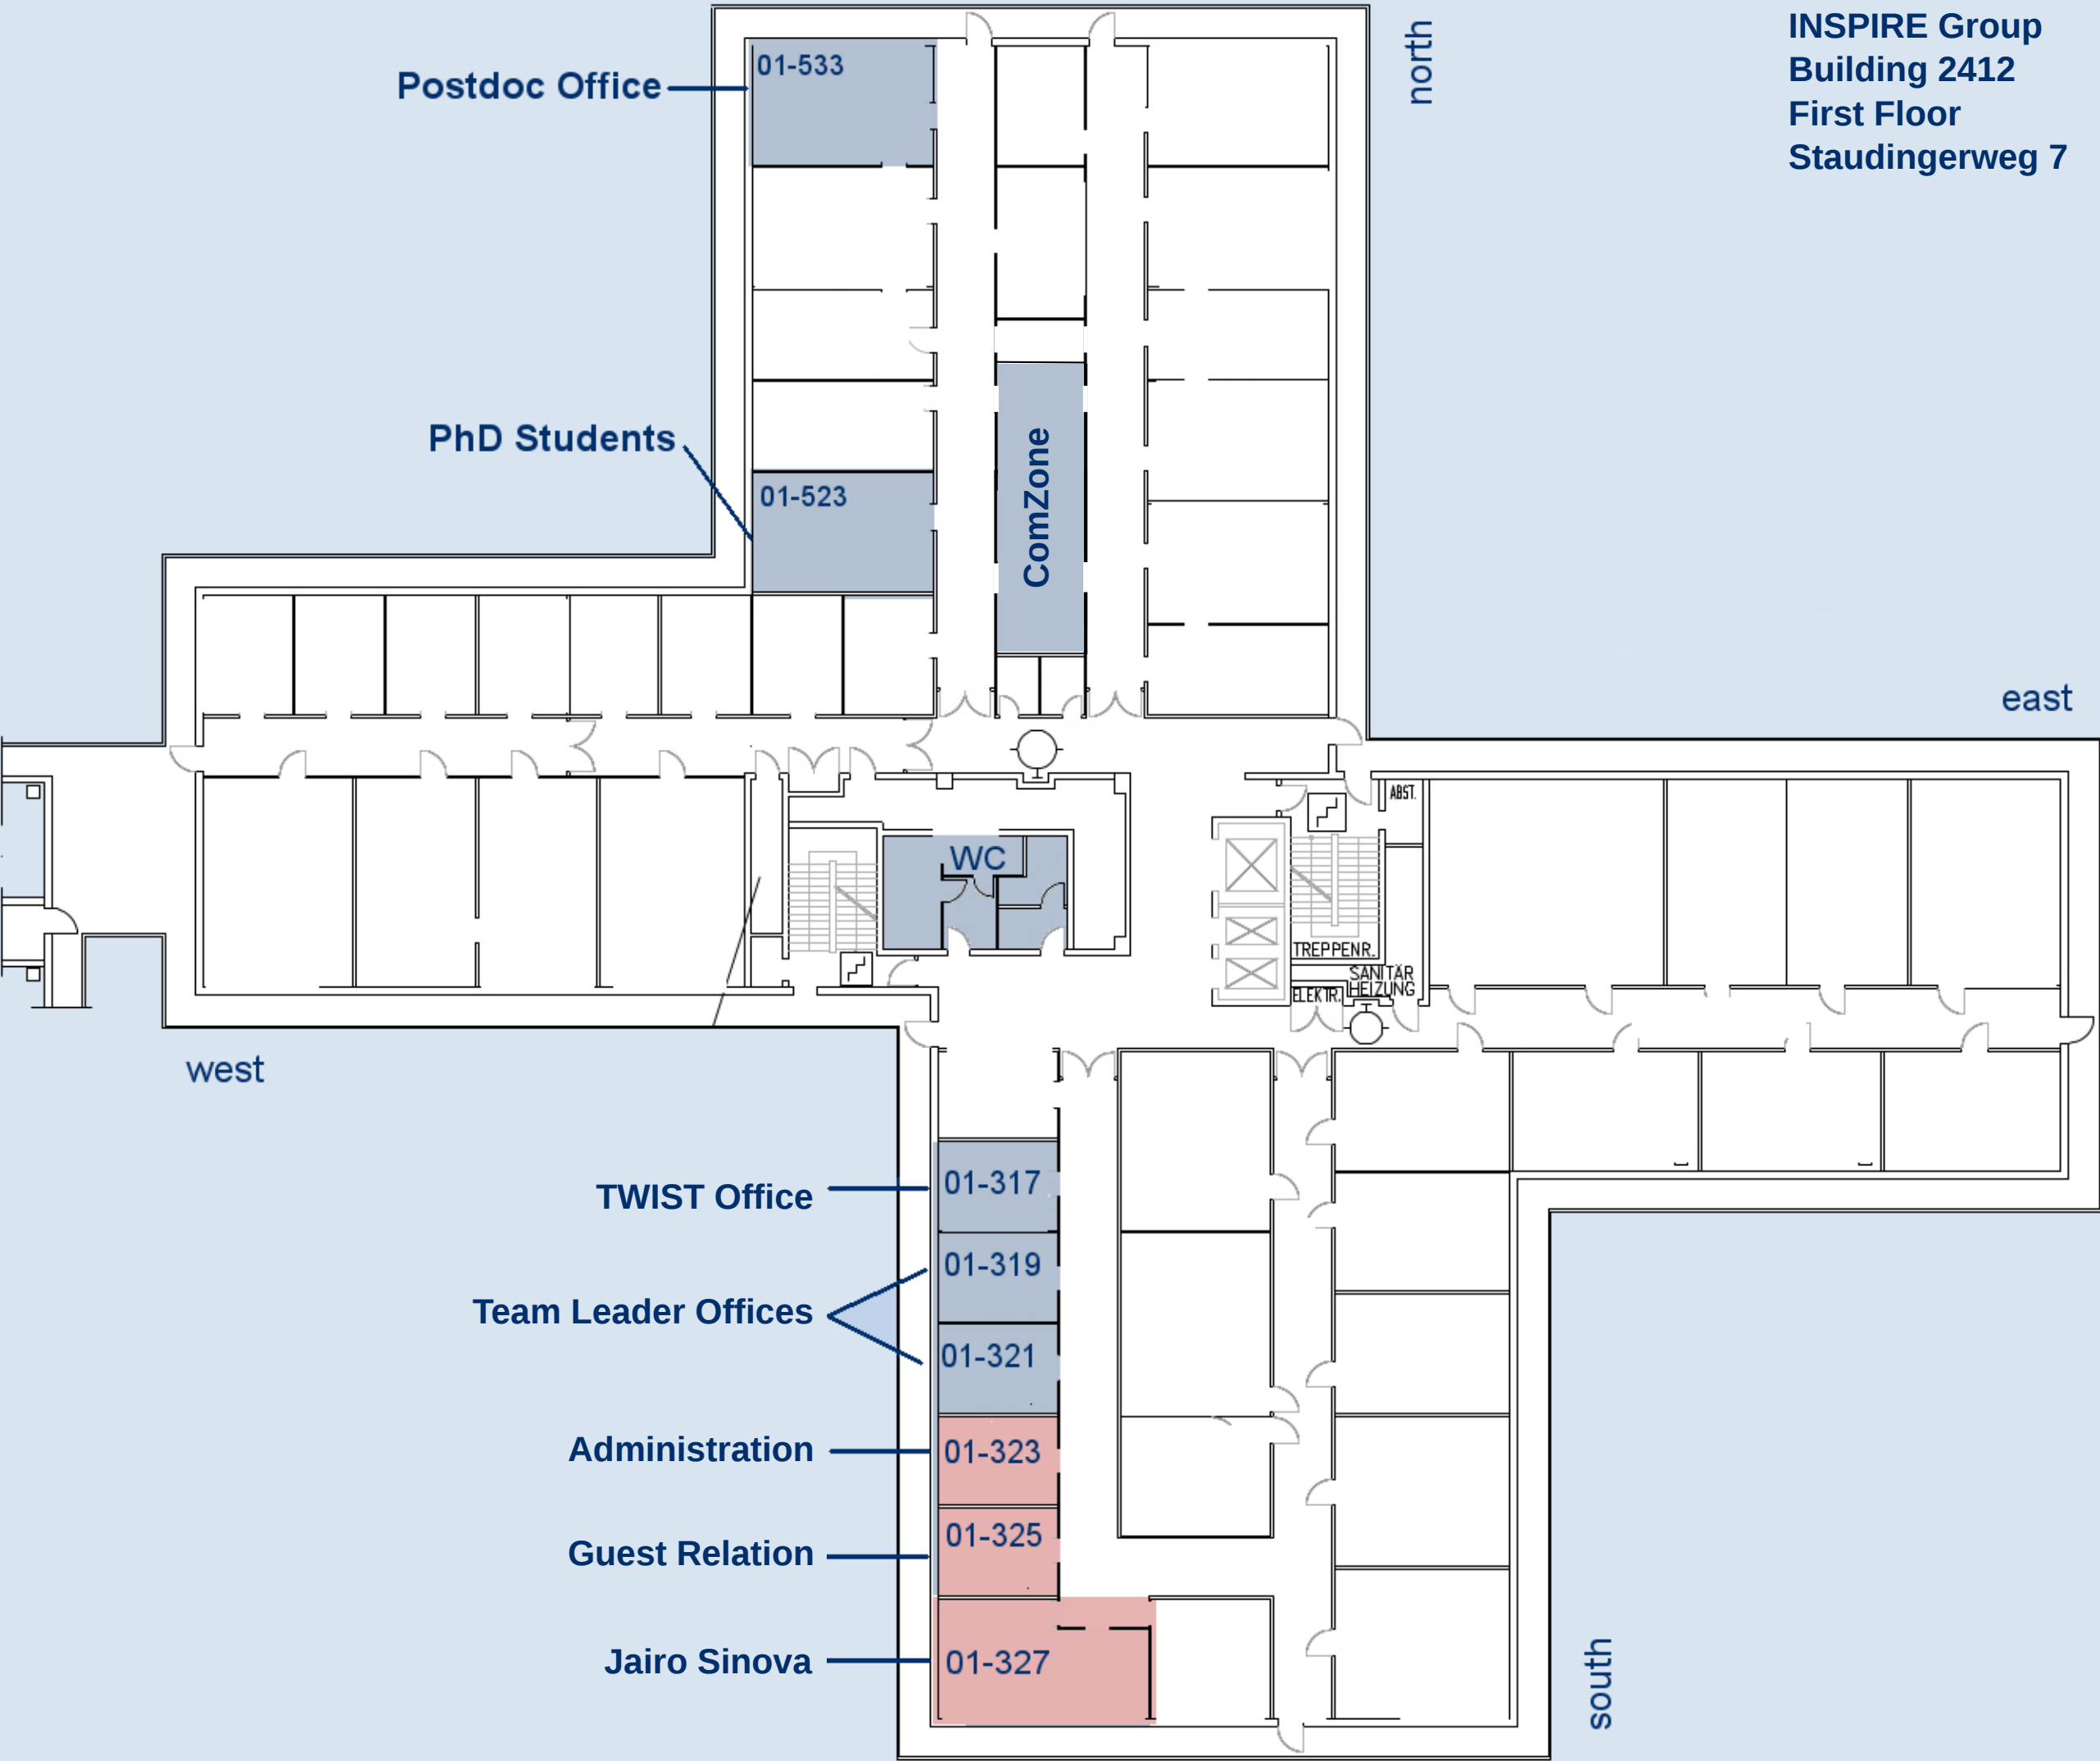 INSPIRE Group
Building 2412
First Floor
Staudingerweg 7
north
Postdoc Office
01-533
PhD Students
01-523
ComZone
east
ABST.
WC
TREPPENR.
SANITÄR
HEIZUNG
ELEKTR.
west
TWIST Office
01-317
01-319
Team Leader Offices
01-321
Administration
01-323
Guest Relation
01-325
Jairo Sinova
01-327
south